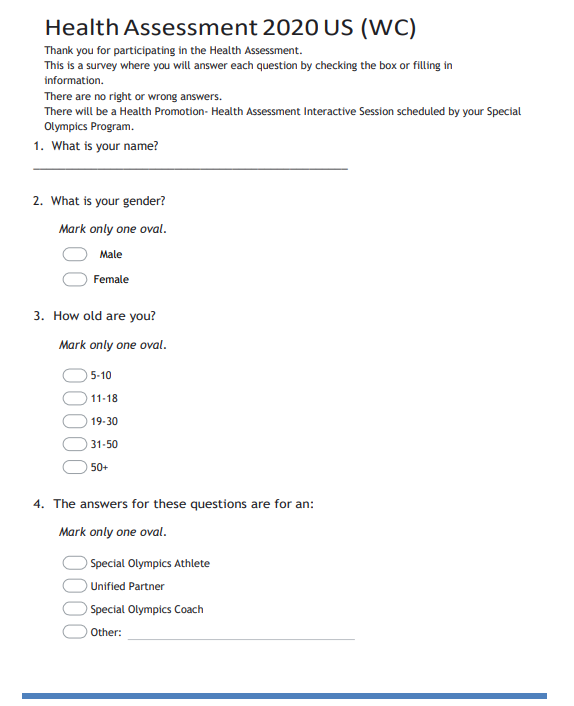 Health Assessment 2020 US (WC)
Thank you for participating in the Health Assessment.
This is a survey where you will answer each question by checking the box or filling in
information.
There are no right or wrong answers.
There will be a Health Promotion- Health Assessment Interactive Session scheduled by your Special
Olympics Program.
1. What is your name?
2. What is your gender?
Mark only one oval.
Male
Female
3. How old are you?
Mark only one oval.
5-10
11-18
19-30
31-50
50+
4. The answers for these questions are for an:
Mark only one oval.
Special Olympics Athlete
Unified Partner
Special Olympics Coach
Other: